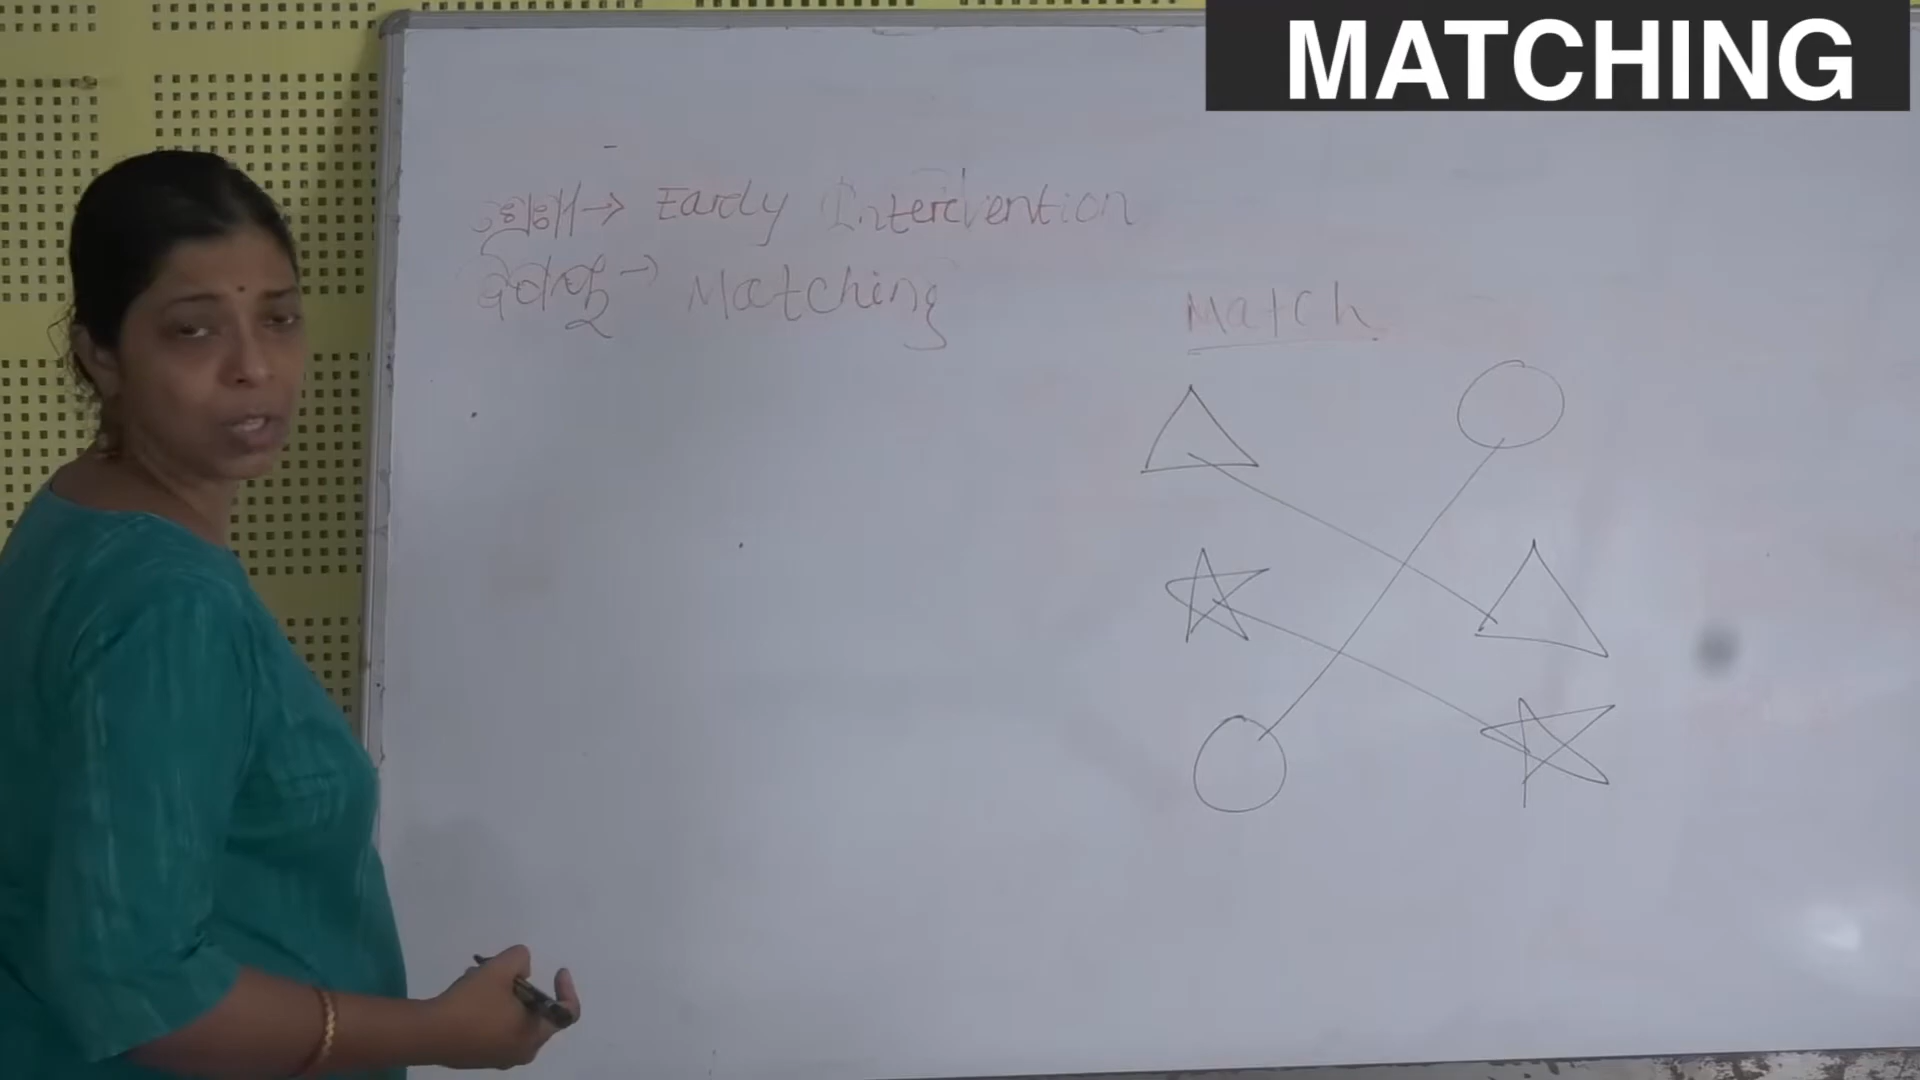 MATCHING
ଶ୍ରେଣୀ → Early Intervention
→ Matching
Match